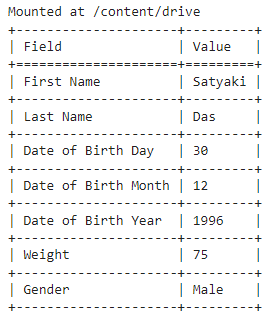 Mounted at /content/drive
+---------------------+---------+
| Field               | Value   |
+=====================+=========+
| First Name          | Satyaki |
+---------------------+---------+
| Last Name           | Das     |
+---------------------+---------+
| Date of Birth Day   | 30      |
+---------------------+---------+
| Date of Birth Month | 12      |
+---------------------+---------+
| Date of Birth Year  | 1996    |
+---------------------+---------+
| Weight              | 75      |
+---------------------+---------+
| Gender              | Male    |
+---------------------+---------+